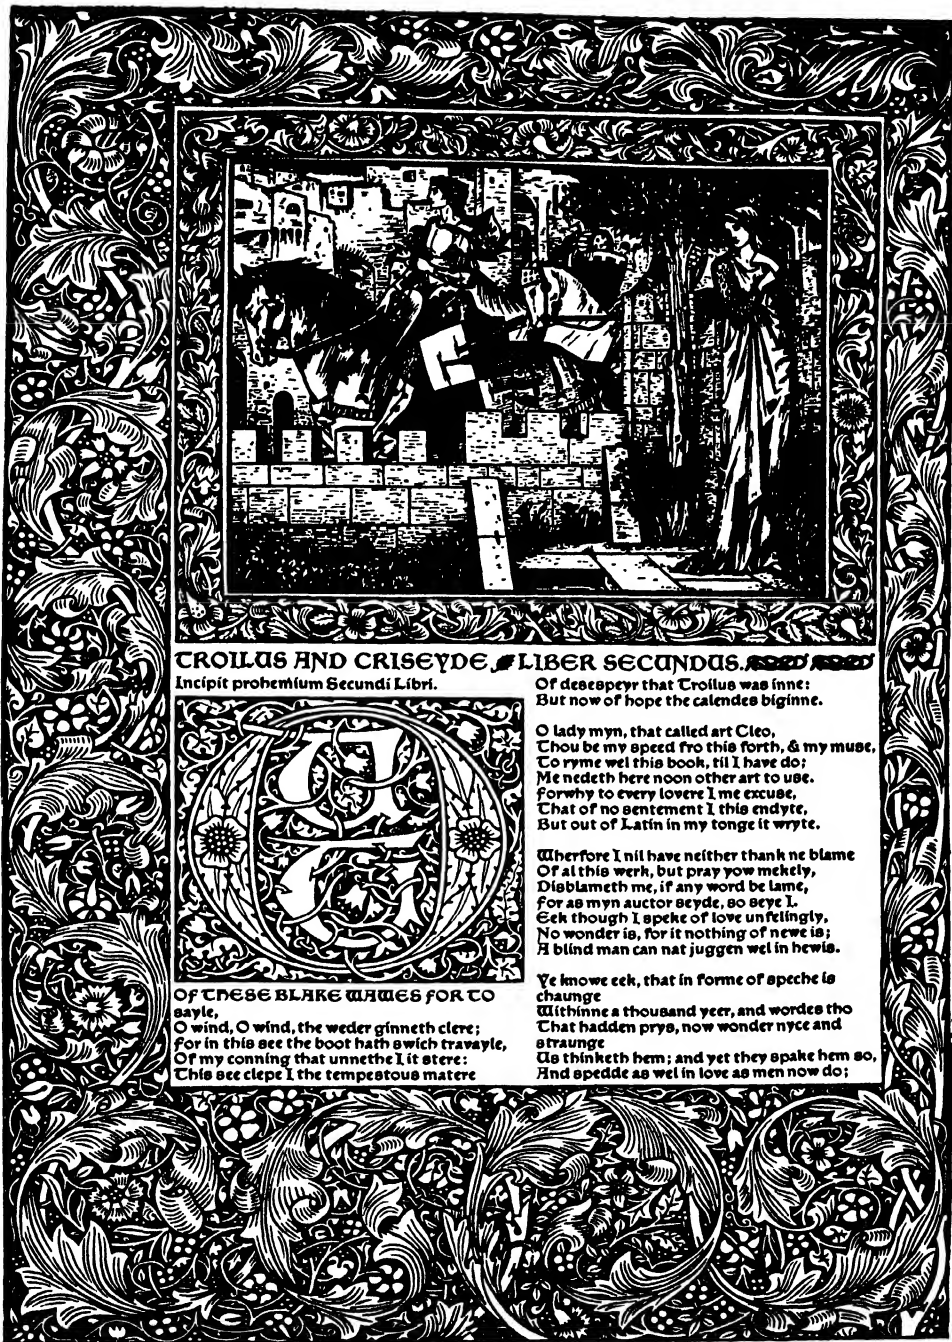 TROILUS AND CRISEYDE. LIBER SECUNDUS.
Incipit prohemium Secundi Libri.
OUT
OF THESE BLAKE WAWES FOR TO
sayle,
O wind, O wind, the weder ginneth clere;
For in this see the boot hath swich travayle,
Of my conning that unnethe I it stere:
This see clepe I the tempestous matere
Of desespeyr that Troilus was inne:
But now of hope the calendes biginne.

O lady myn, that called art Cleo,
Thou be my speed fro this forth, & my muse,
To ryme wel this book, til I have do;
Me nedeth here noon other art to use.
Forwhy to every lovere I me excuse,
That of no sentement I this endyte,
But out of Latin in my tonge it wryte.

Wherfore I nil have neither thank ne blame
Of al this werk, but pray yow mekely,
Disblameth me, if any word be lame,
For as myn auctor seyde, so seye I.
Eek though I speke of love unfelingly,
No wonder is, for it nothing of newe is;
A blind man can nat juggen wel in hewis.

Ye knowe eek, that in forme of speche is
chaunge
Withinne a thousand yeer, and wordes tho
That hadden prys, now wonder nyce and
straunge
Us thinketh hem; and yet they spake hem so,
And spedde as wel in love as men now do;